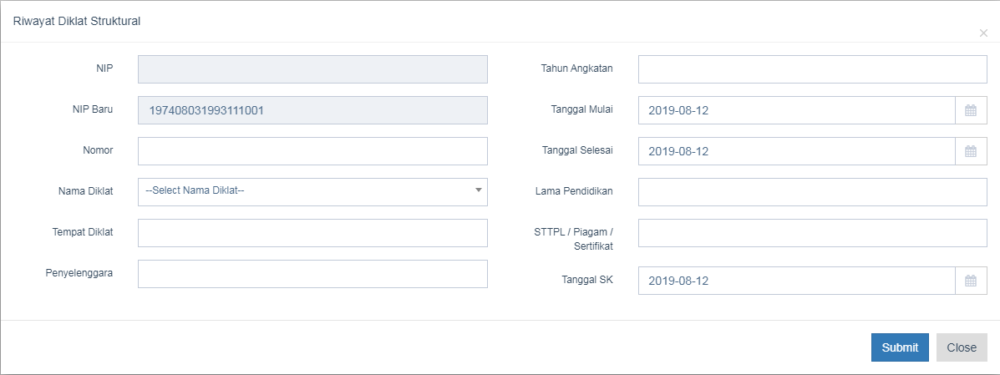 Riwayat Diklat Struktural
×
NIP
NIP Baru 197408031993111001
Nomor
Nama Diklat --Select Nama Diklat--
Tempat Diklat
Penyelenggara
Tahun Angkatan
Tanggal Mulai 2019-08-12
Tanggal Selesai 2019-08-12
Lama Pendidikan
STTPL / Piagam /
Sertifikat
Tanggal SK 2019-08-12
Submit Close